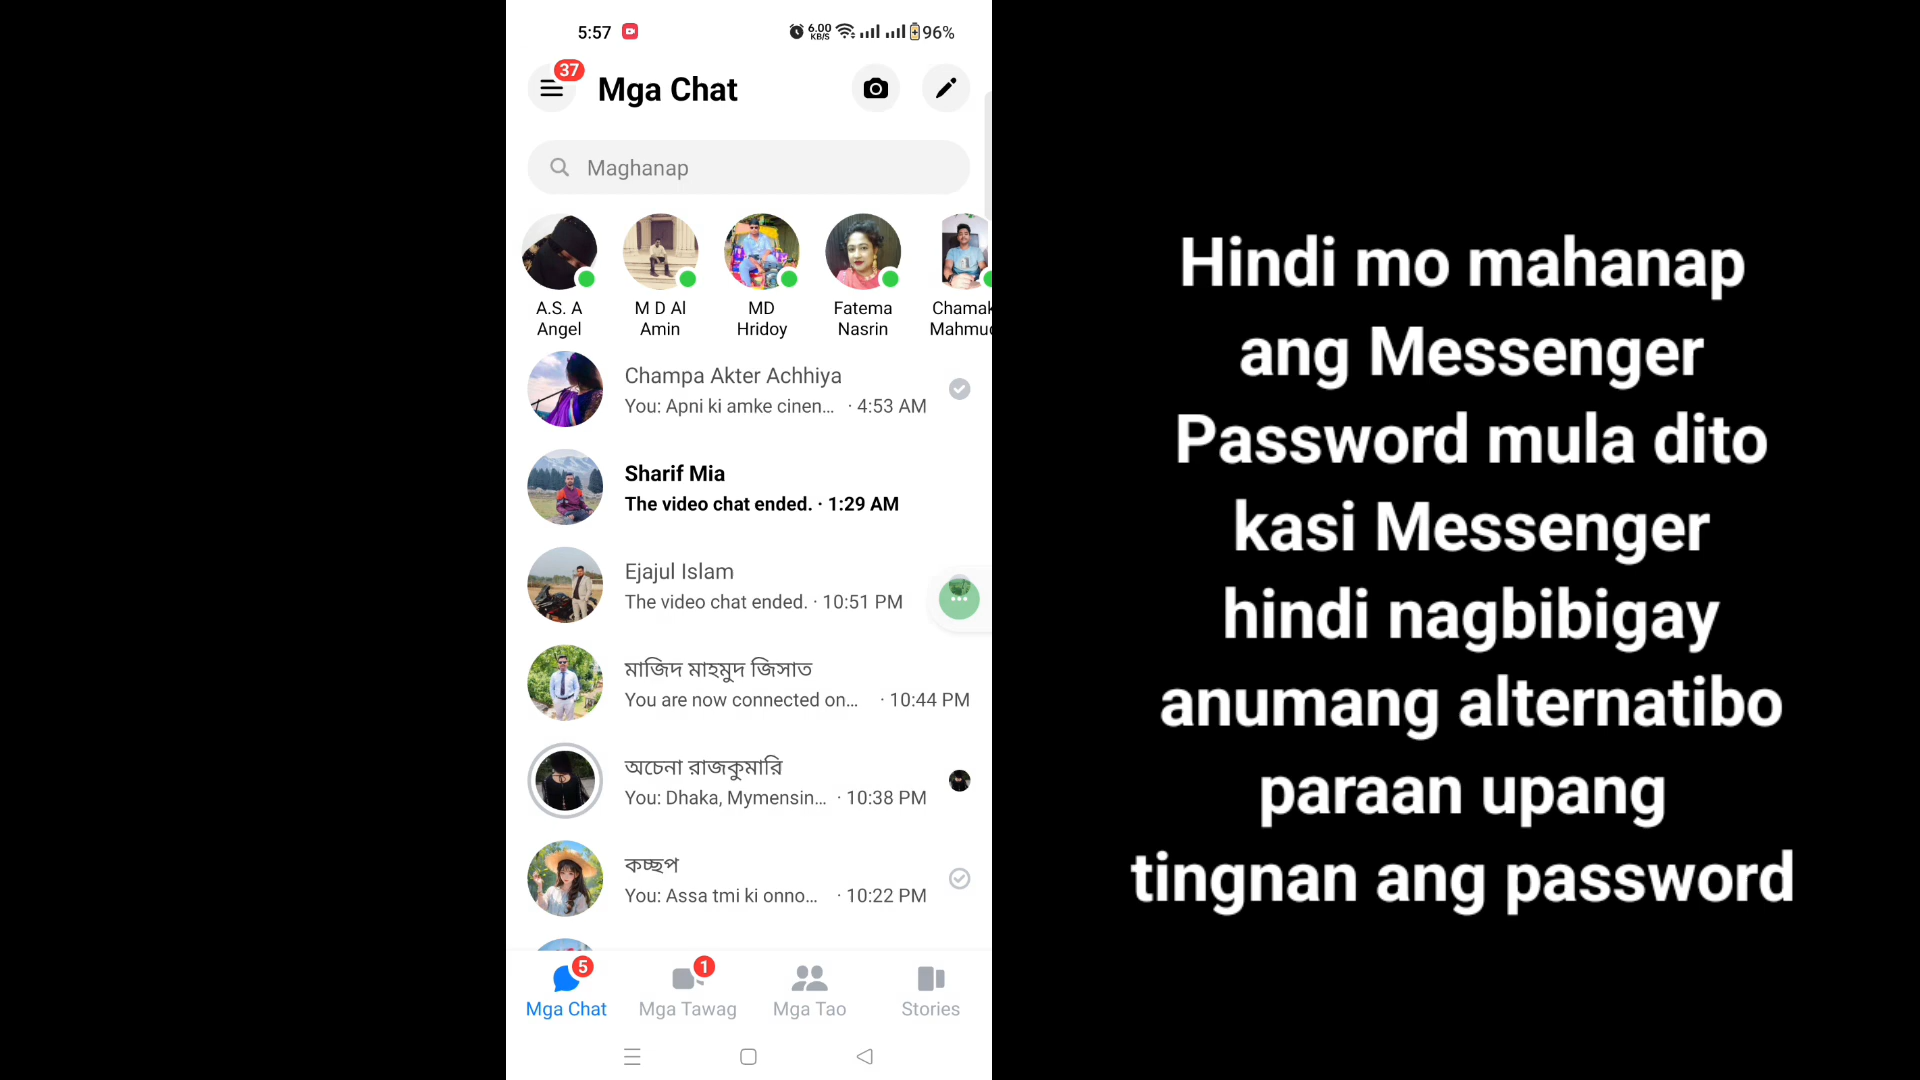 5:57
6.00
KB/S
96%
37
Mga Chat
Maghanap
A.S. A
Angel
M D Al
Amin
MD
Hridoy
Fatema
Nasrin
Chamak
Mahmud
Champa Akter Achhiya
You: Apni ki amke cinen... · 4:53 AM
Sharif Mia
The video chat ended. · 1:29 AM
Ejajul Islam
The video chat ended. · 10:51 PM
মাজিদ মাহমুদ জিসাত
You are now connected on... · 10:44 PM
অচেনা রাজকুমারি
You: Dhaka, Mymensin... · 10:38 PM
কচ্ছপ
You: Assa tmi ki onno... · 10:22 PM
5
Mga Chat
1
Mga Tawag
Mga Tao
Stories
Hindi mo mahanap
ang Messenger
Password mula dito
kasi Messenger
hindi nagbibigay
anumang alternatibo
paraan upang
tingnan ang password